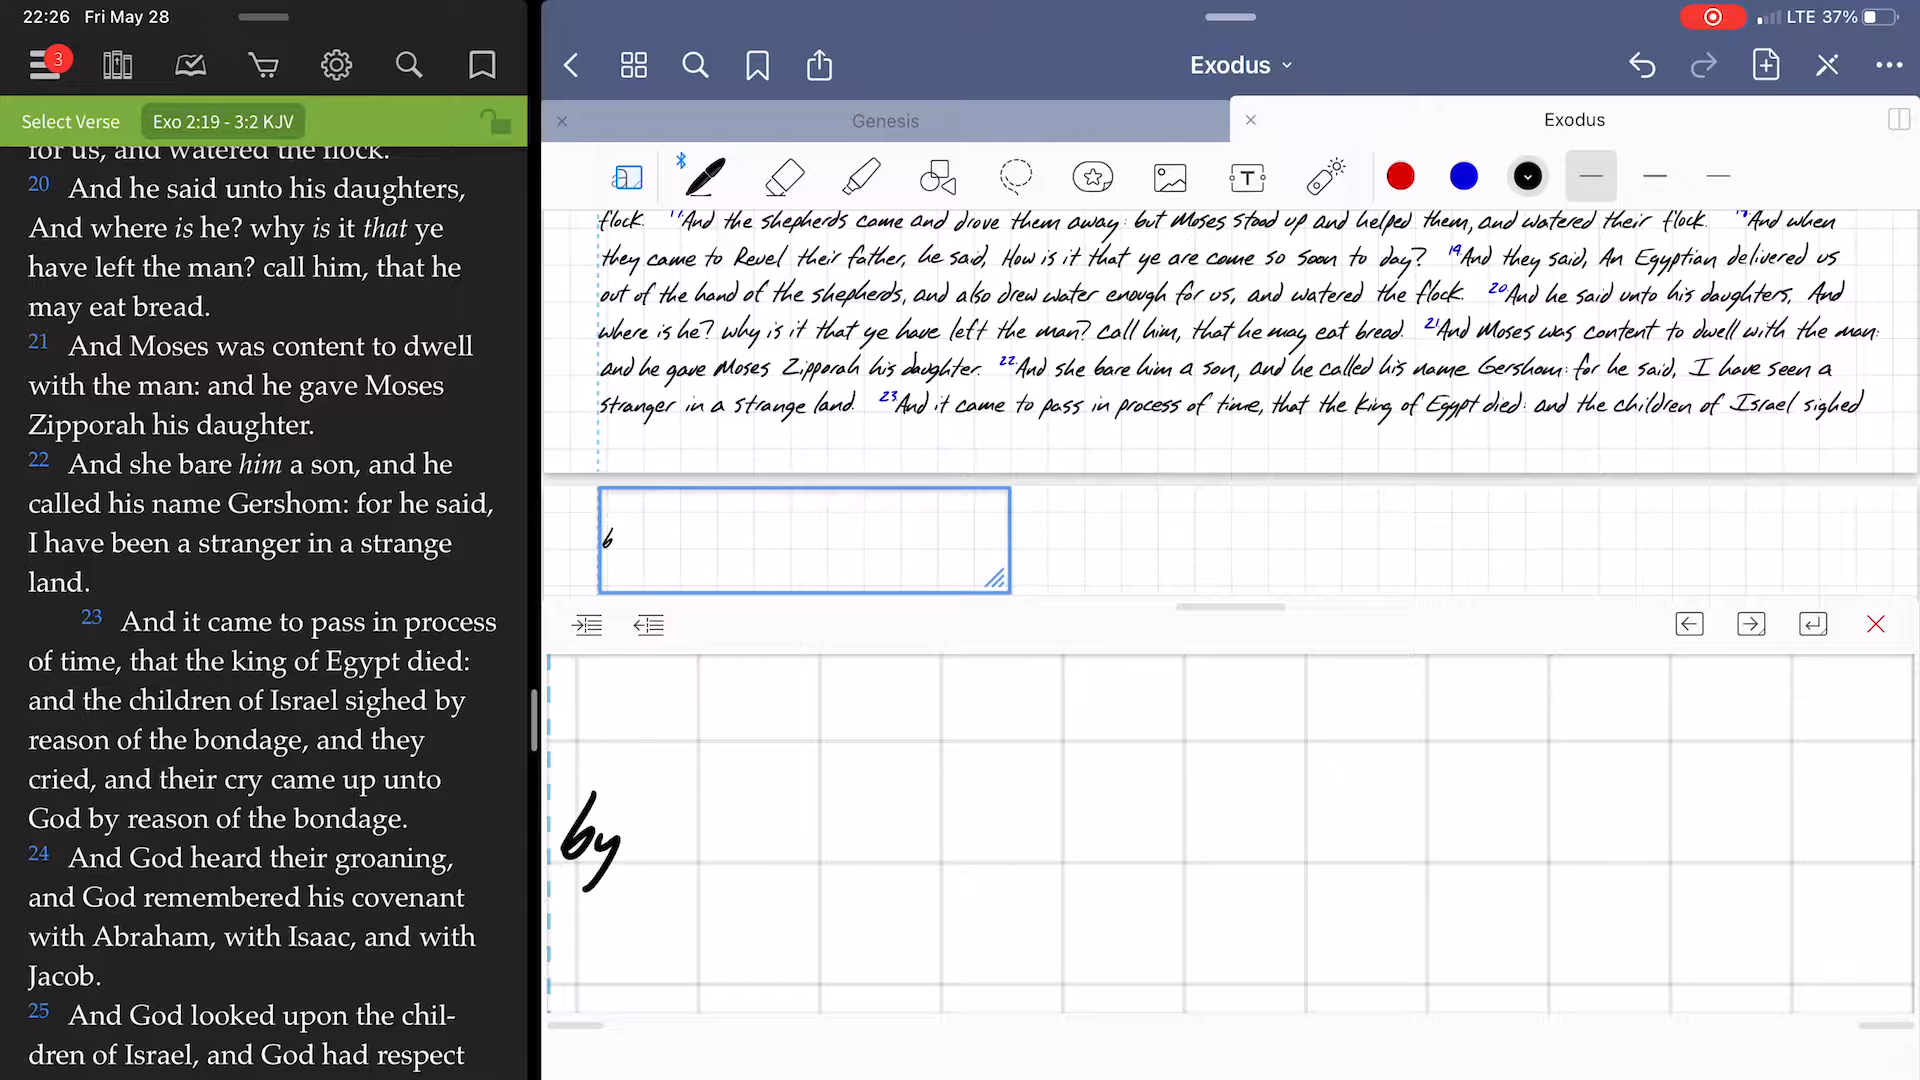 22:26 Fri May 28
LTE 37%
3
Exodus
Select Verse
Exo 2:19 - 3:2 KJV
Genesis
Exodus
for us, and watered the flock.
20 And he said unto his daughters,
And where is he? why is it that ye
have left the man? call him, that he
may eat bread.
21 And Moses was content to dwell
with the man: and he gave Moses
Zipporah his daughter.
22 And she bare him a son, and he
called his name Gershom: for he said,
I have been a stranger in a strange
land.
23 And it came to pass in process
of time, that the king of Egypt died:
and the children of Israel sighed by
reason of the bondage, and they
cried, and their cry came up unto
God by reason of the bondage.
24 And God heard their groaning,
and God remembered his covenant
with Abraham, with Isaac, and with
Jacob.
25 And God looked upon the chil-
dren of Israel, and God had respect
a
T
flock. 17 And the shepherds came and drove them away: but Moses stood up and helped them, and watered their flock. 18 And when
they came to Reuel their father, he said, How is it that ye are come so soon to day? 19 And they said, An Egyptian delivered us
out of the hand of the shepherds, and also drew water enough for us, and watered the flock. 20 And he said unto his daughters, And
where is he? why is it that ye have left the man? call him, that he may eat bread. 21 And Moses was content to dwell with the man:
and he gave Moses Zipporah his daughter. 22 And she bare him a son, and he called his name Gershom: for he said, I have seen a
stranger in a strange land. 23 And it came to pass in process of time, that the king of Egypt died: and the children of Israel sighed
b
by